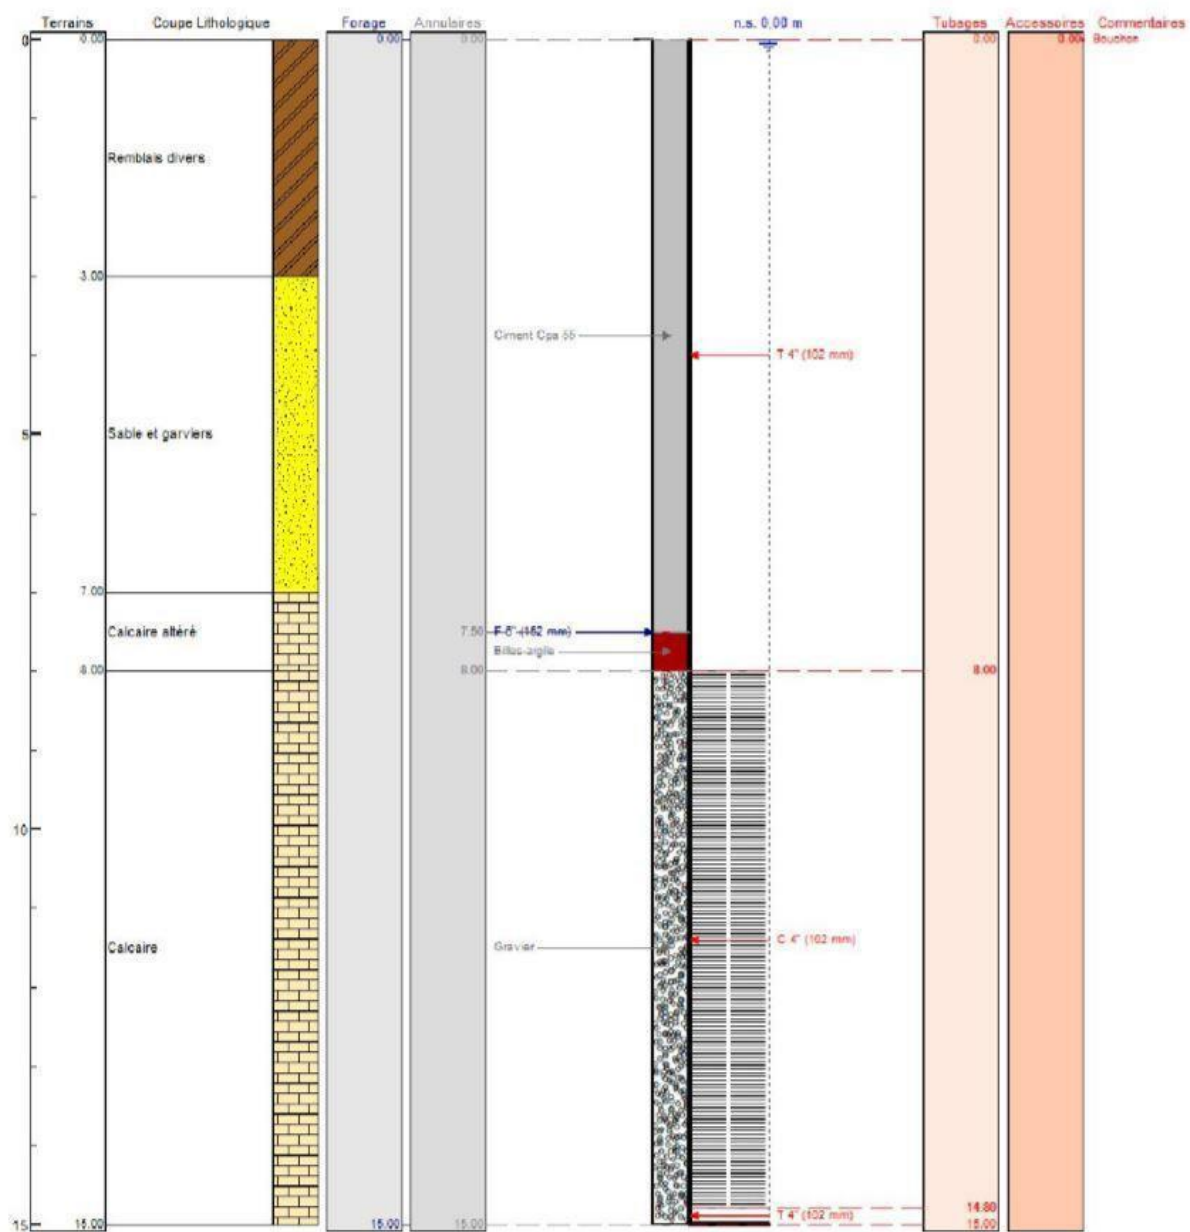 Terrains Coupe Lithologique Forage Annulaires n.s. 0,00 m Tubages Accessoires Commentaires
0 0.00 0.00 0.00 0.00 0.00 Bouchon
Remblais divers
3.00
Ciment Cpa 55
T 4" (102 mm)
5 Sable et garviers
7.00
Calcaire altéré 7.50 (152 mm)
Billes argile
8.00 8.00 8.00
10
Calcaire Gravier C 4" (102 mm)
14.80
T 4" (102 mm)
15 15.00 15.00 15.00 15.00